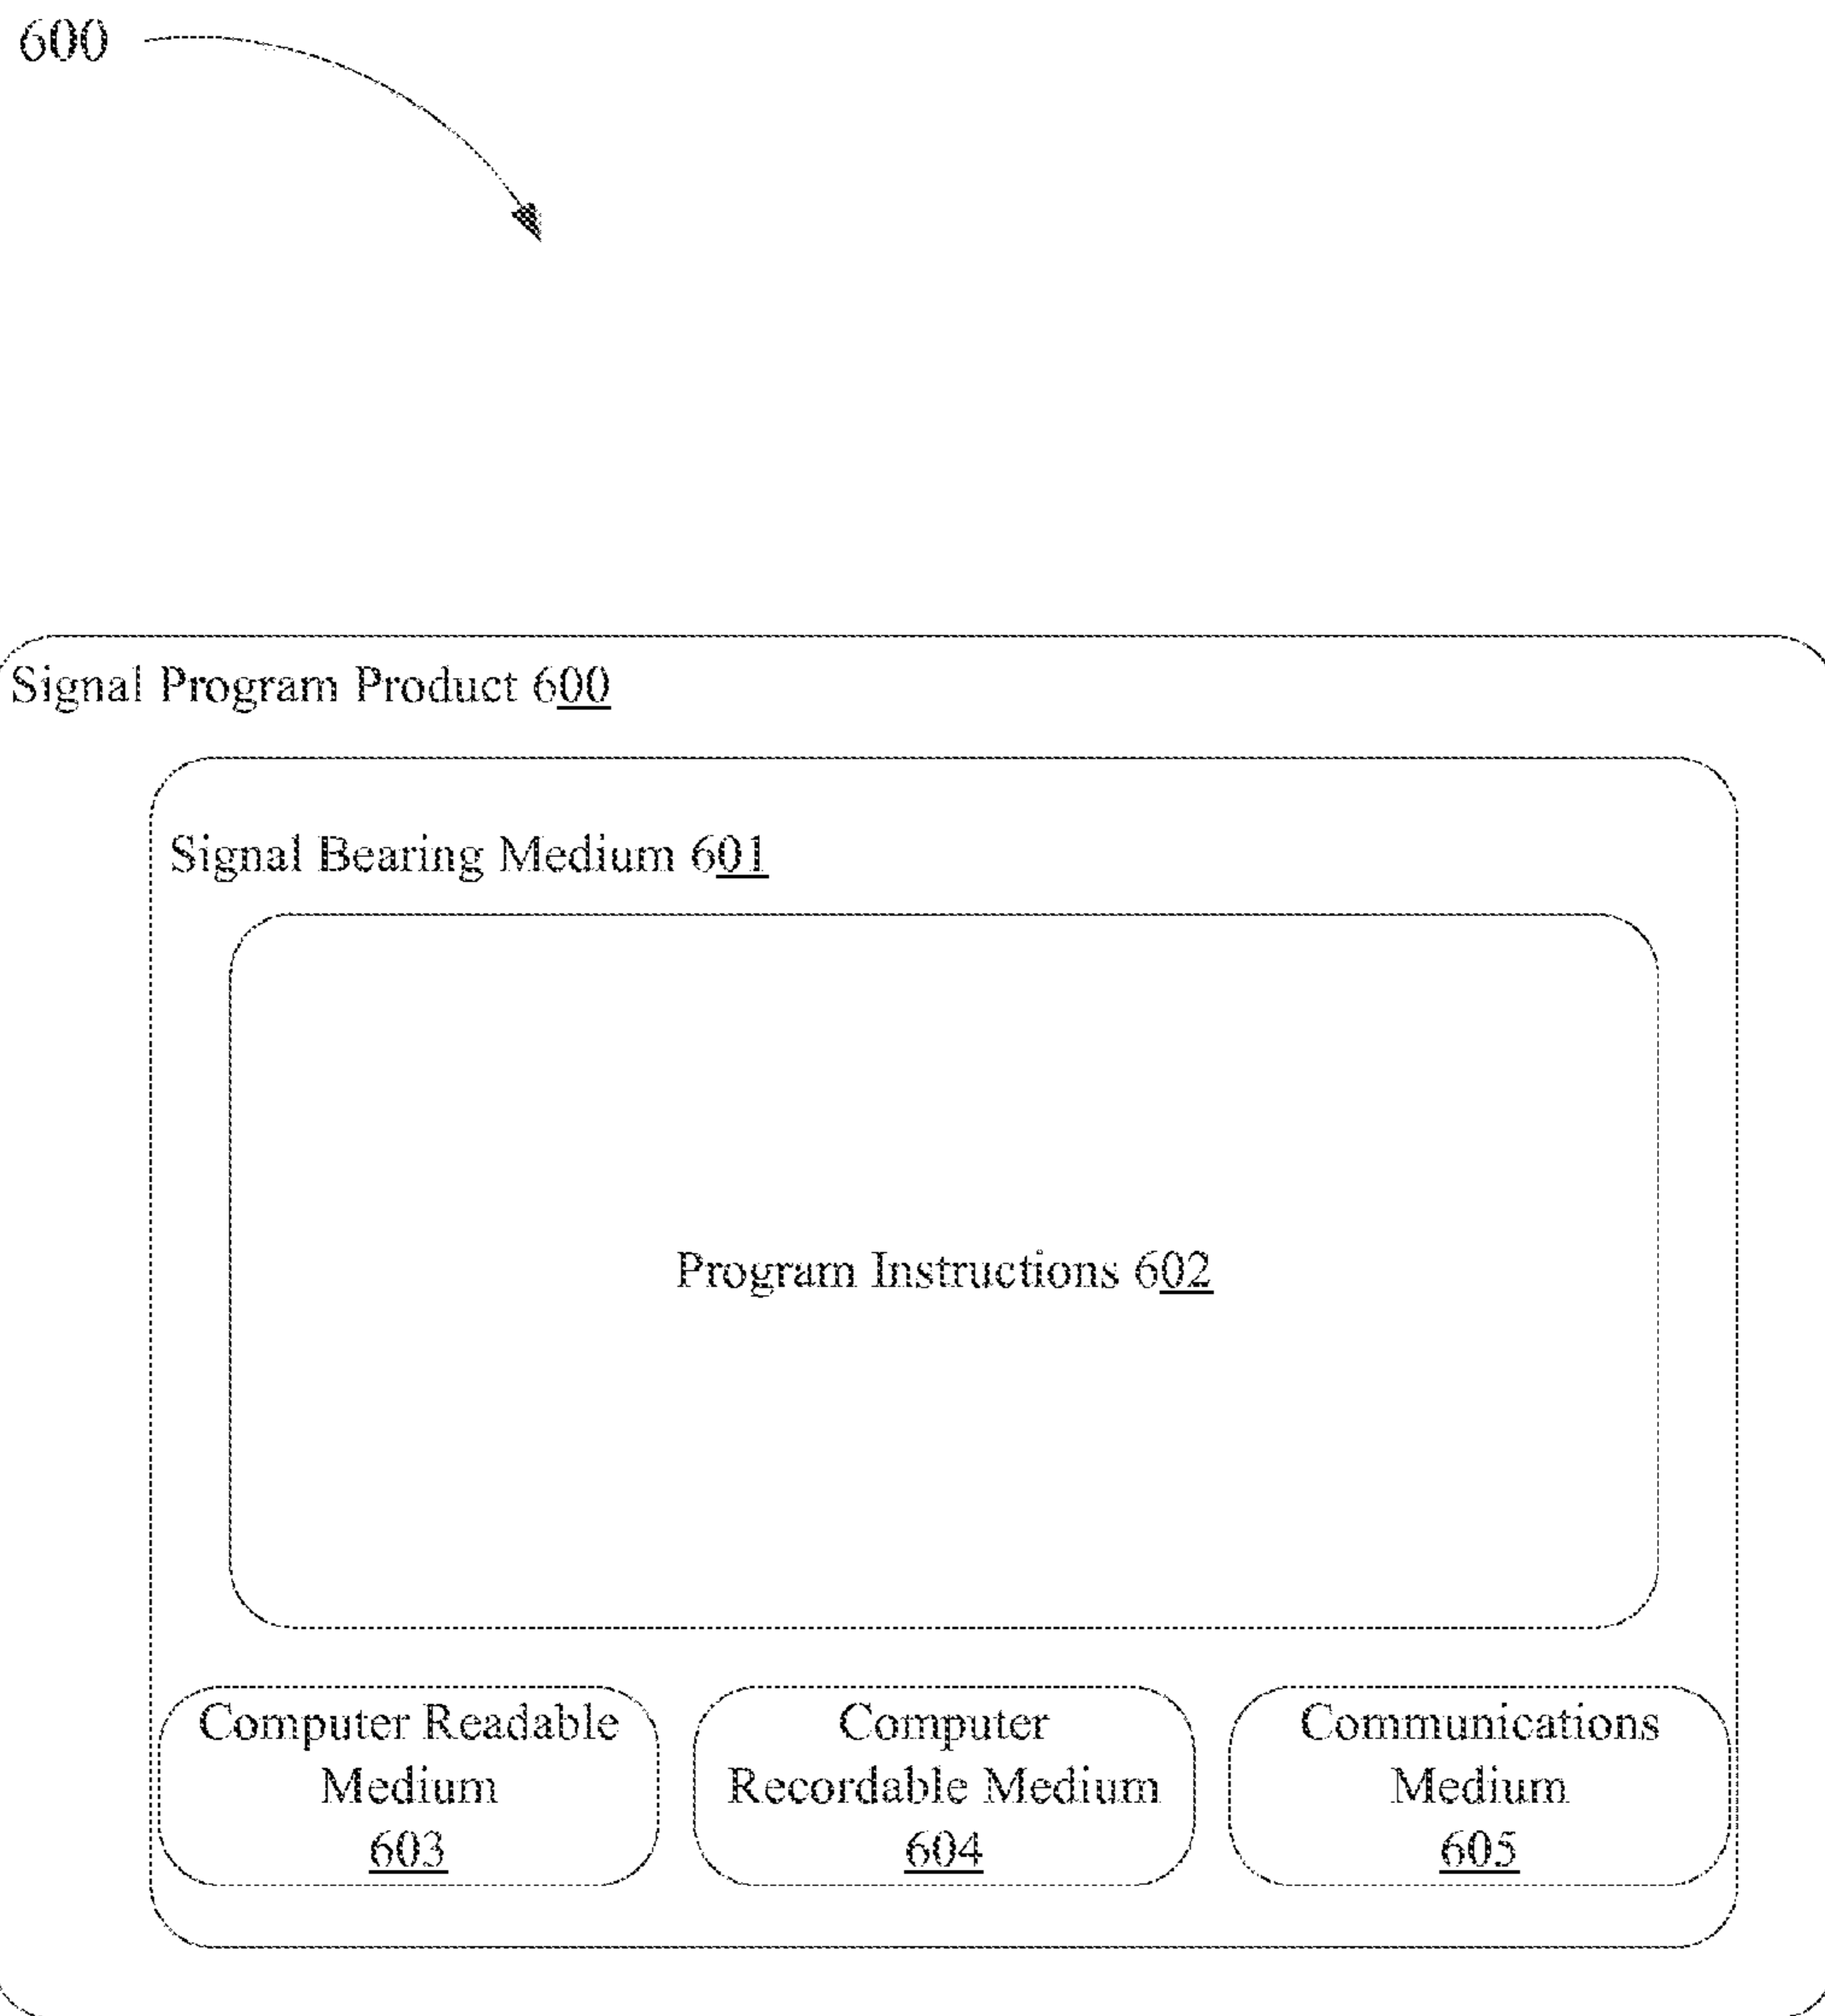 600
Signal Program Product 600
Signal Bearing Medium 601
Program Instructions 602
Computer Readable
Medium
603
Computer
Recordable Medium
604
Communications
Medium
605